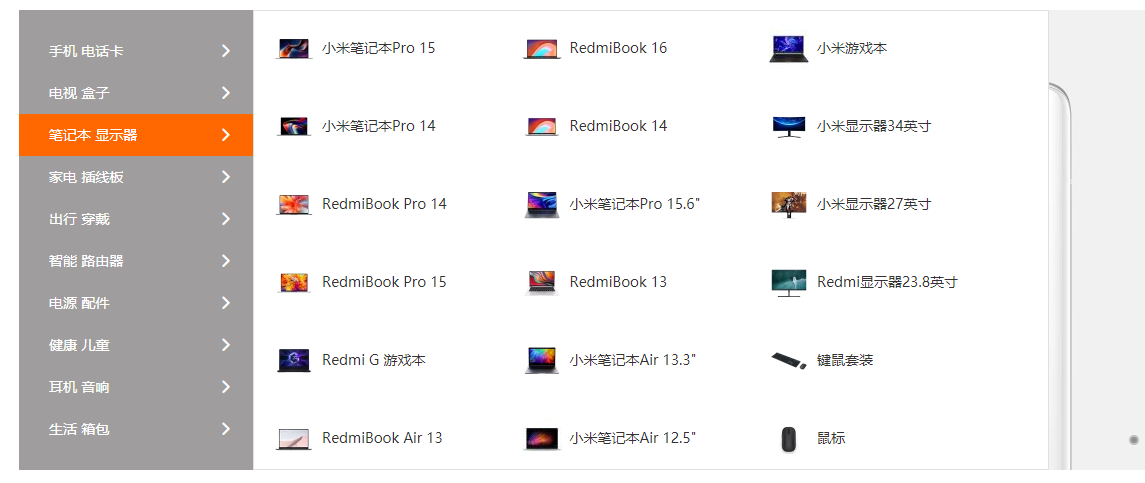 手机 电话卡
电视 盒子
笔记本 显示器
家电 插线板
出行 穿戴
智能 路由器
电源 配件
健康 儿童
耳机 音响
生活 箱包
小米笔记本Pro 15
小米笔记本Pro 14
RedmiBook Pro 14
RedmiBook Pro 15
Redmi G 游戏本
RedmiBook Air 13
RedmiBook 16
RedmiBook 14
小米笔记本Pro 15.6"
RedmiBook 13
小米笔记本Air 13.3"
小米笔记本Air 12.5"
小米游戏本
小米显示器34英寸
小米显示器27英寸
Redmi显示器23.8英寸
键鼠套装
鼠标